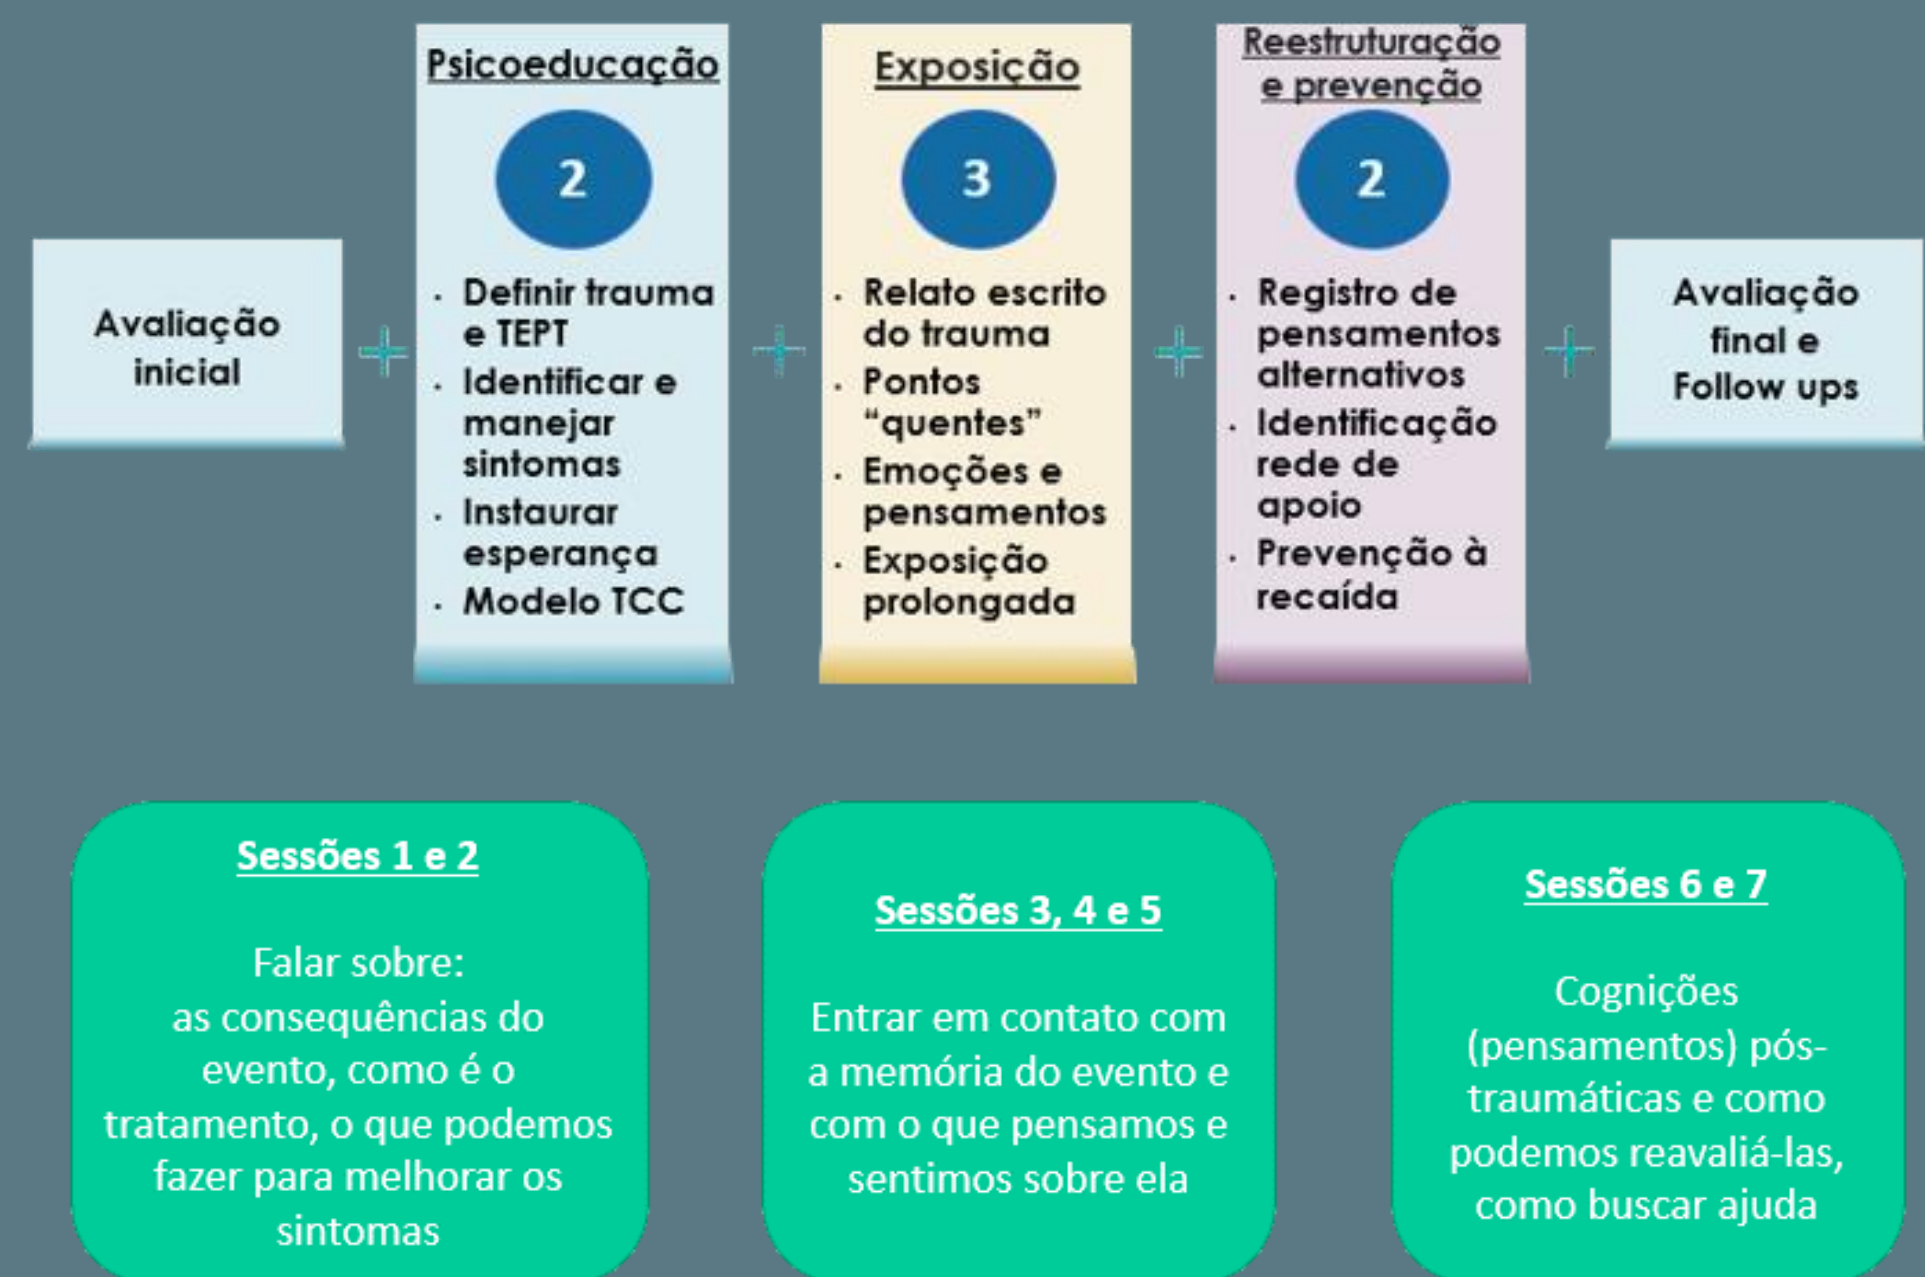 Avaliação
inicial
+
Psicoeducação
2
· Definir trauma
e TEPT
· Identificar e
manejar
sintomas
· Instaurar
esperança
· Modelo TCC
+
Exposição
3
· Relato escrito
do trauma
· Pontos
“quentes”
· Emoções e
pensamentos
· Exposição
prolongada
+
Reestruturação
e prevenção
2
· Registro de
pensamentos
alternativos
· Identificação
rede de
apoio
· Prevenção à
recaída
+
Avaliação
final e
Follow ups
Sessões 1 e 2
Falar sobre:
as consequências do
evento, como é o
tratamento, o que podemos
fazer para melhorar os
sintomas
Sessões 3, 4 e 5
Entrar em contato com
a memória do evento e
com o que pensamos e
sentimos sobre ela
Sessões 6 e 7
Cognições
(pensamentos) pós-
traumáticas e como
podemos reavaliá-las,
como buscar ajuda